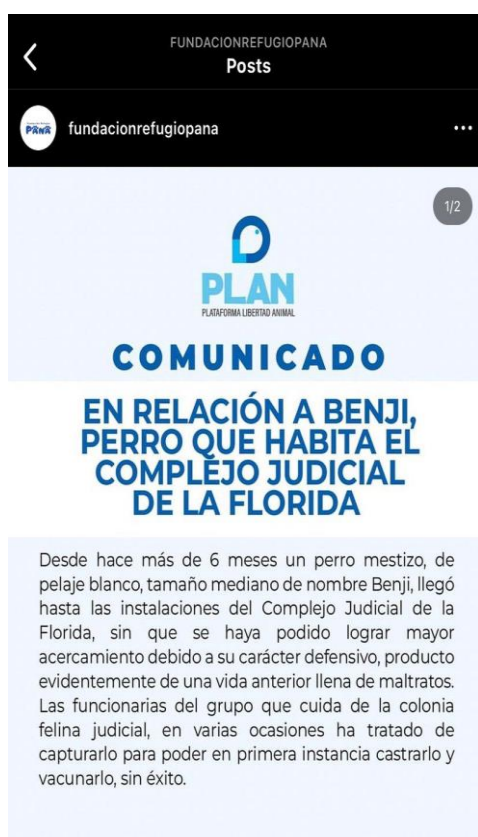 FUNDACIONREFUGIOPANA
Posts
PANA
fundacionrefugiopana
1/2
PLAN
PLATAFORMA LIBERTAD ANIMAL
COMUNICADO
EN RELACIÓN A BENJI,
PERRO QUE HABITA EL
COMPLEJO JUDICIAL
DE LA FLORIDA
Desde hace más de 6 meses un perro mestizo, de
pelaje blanco, tamaño mediano de nombre Benji, llegó
hasta las instalaciones del Complejo Judicial de la
Florida, sin que se haya podido lograr mayor
acercamiento debido a su carácter defensivo, producto
evidentemente de una vida anterior llena de maltratos.
Las funcionarias del grupo que cuida de la colonia
felina judicial, en varias ocasiones ha tratado de
capturarlo para poder en primera instancia castrarlo y
vacunarlo, sin éxito.